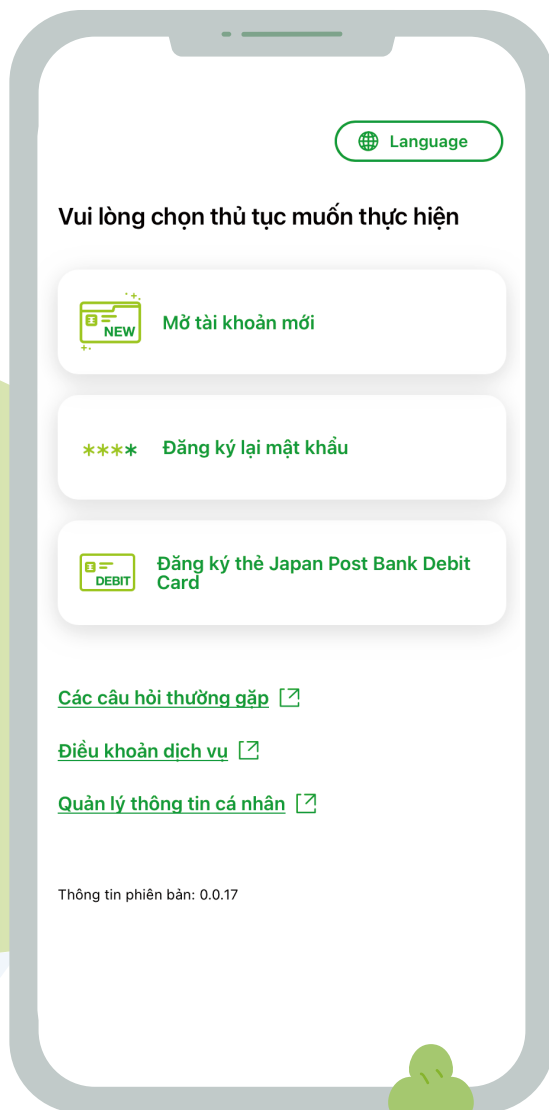 Language
Vui lòng chọn thủ tục muốn thực hiện
NEW
Mở tài khoản mới
****
Đăng ký lại mật khẩu
DEBIT
Đăng ký thẻ Japan Post Bank Debit
Card
Các câu hỏi thường gặp
Điều khoản dịch vụ
Quản lý thông tin cá nhân
Thông tin phiên bản: 0.0.17